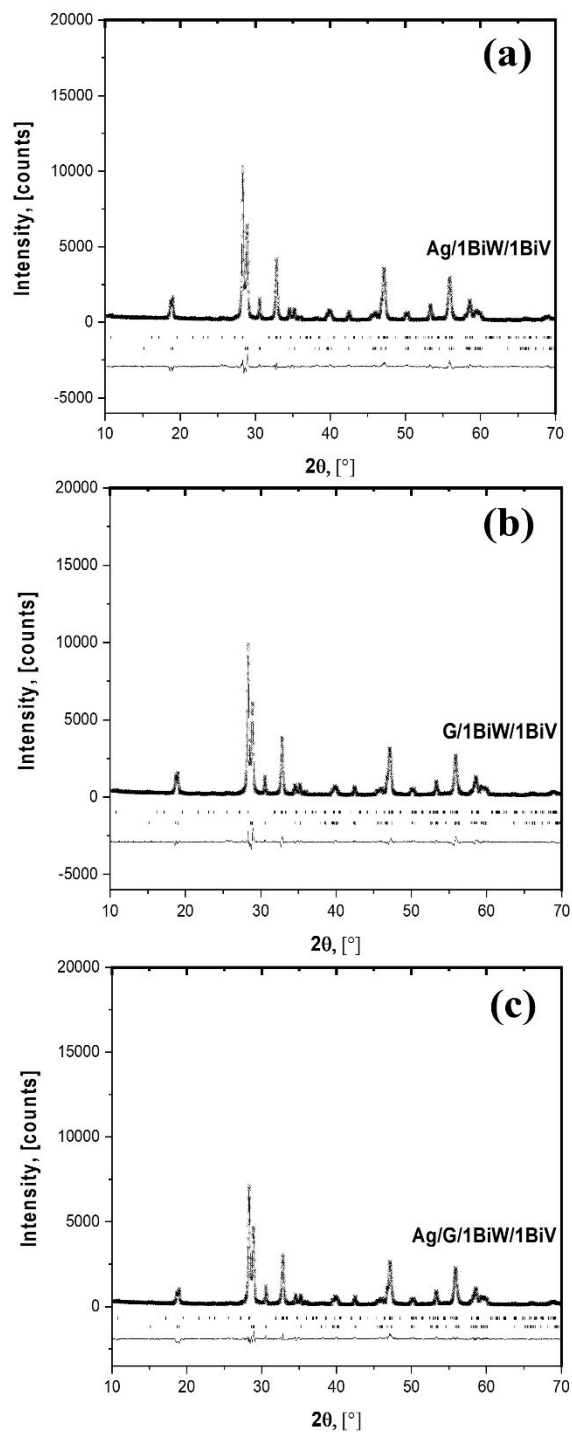 20000
(a)
15000
10000
5000
0
-5000
Intensity, [counts]
Ag/1BiW/1BiV
10 20 30 40 50 60 70
2θ, [°]
20000
(b)
15000
10000
5000
0
-5000
Intensity, [counts]
G/1BiW/1BiV
10 20 30 40 50 60 70
2θ, [°]
20000
(c)
15000
10000
5000
0
Intensity, [counts]
Ag/G/1BiW/1BiV
10 20 30 40 50 60 70
2θ, [°]